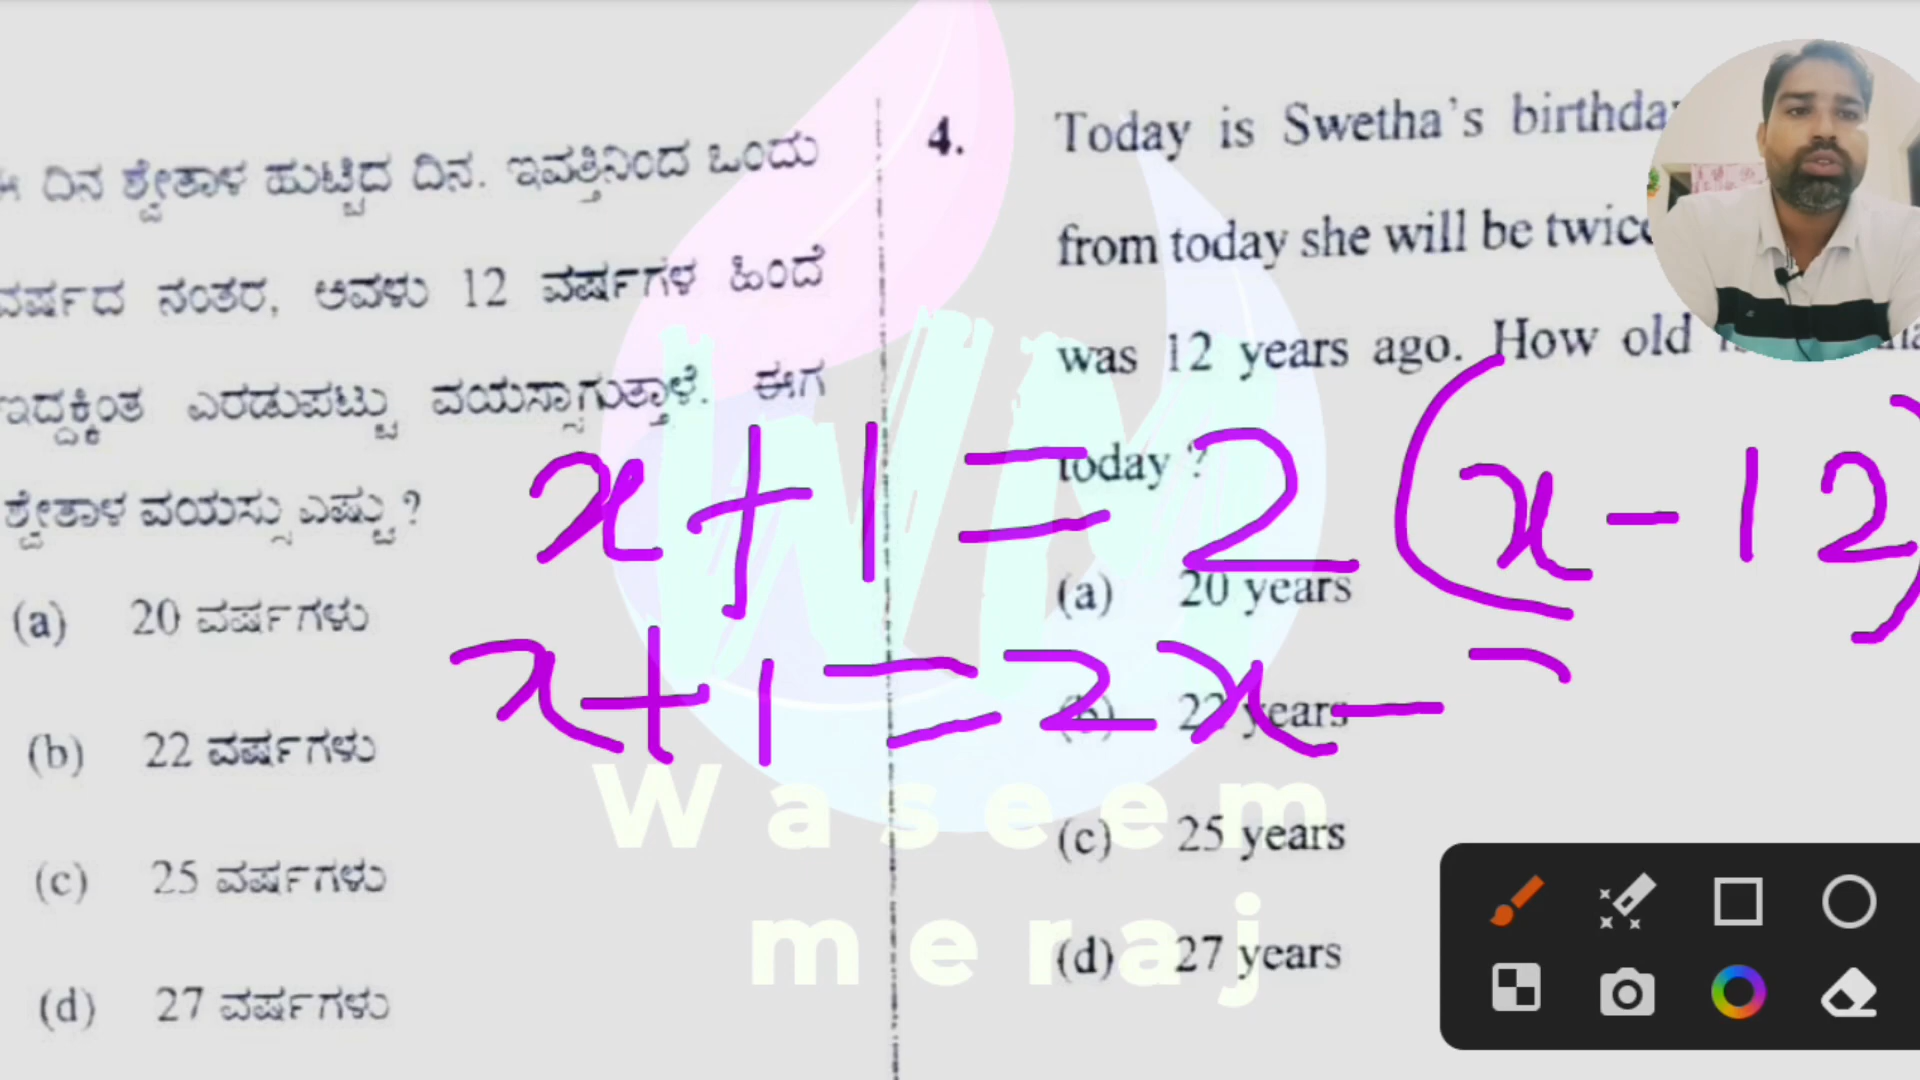 ಈ ದಿನ ಶ್ವೇತಾಳ ಹುಟ್ಟಿದ ದಿನ. ಇವತ್ತಿನಿಂದ ಒಂದು
ವರ್ಷದ ನಂತರ, ಅವಳು 12 ವರ್ಷಗಳ ಹಿಂದೆ
ಇದ್ದಕ್ಕಿಂತ ಎರಡುಪಟ್ಟು ವಯಸ್ಸಾಗುತ್ತಾಳೆ. ಈಗ
ಶ್ವೇತಾಳ ವಯಸ್ಸು ಎಷ್ಟು?
(a) 20 ವರ್ಷಗಳು
(b) 22 ವರ್ಷಗಳು
(c) 25 ವರ್ಷಗಳು
(d) 27 ವರ್ಷಗಳು
4. Today is Swetha's
from today she will be twice
was 12 years ago. How old
today ?
(a) 20 years
(b) 22 years
(c) 25 years
(d) 27 years
x+1=2(x-12)
x+1=2x-
WM
Waseem
meraj